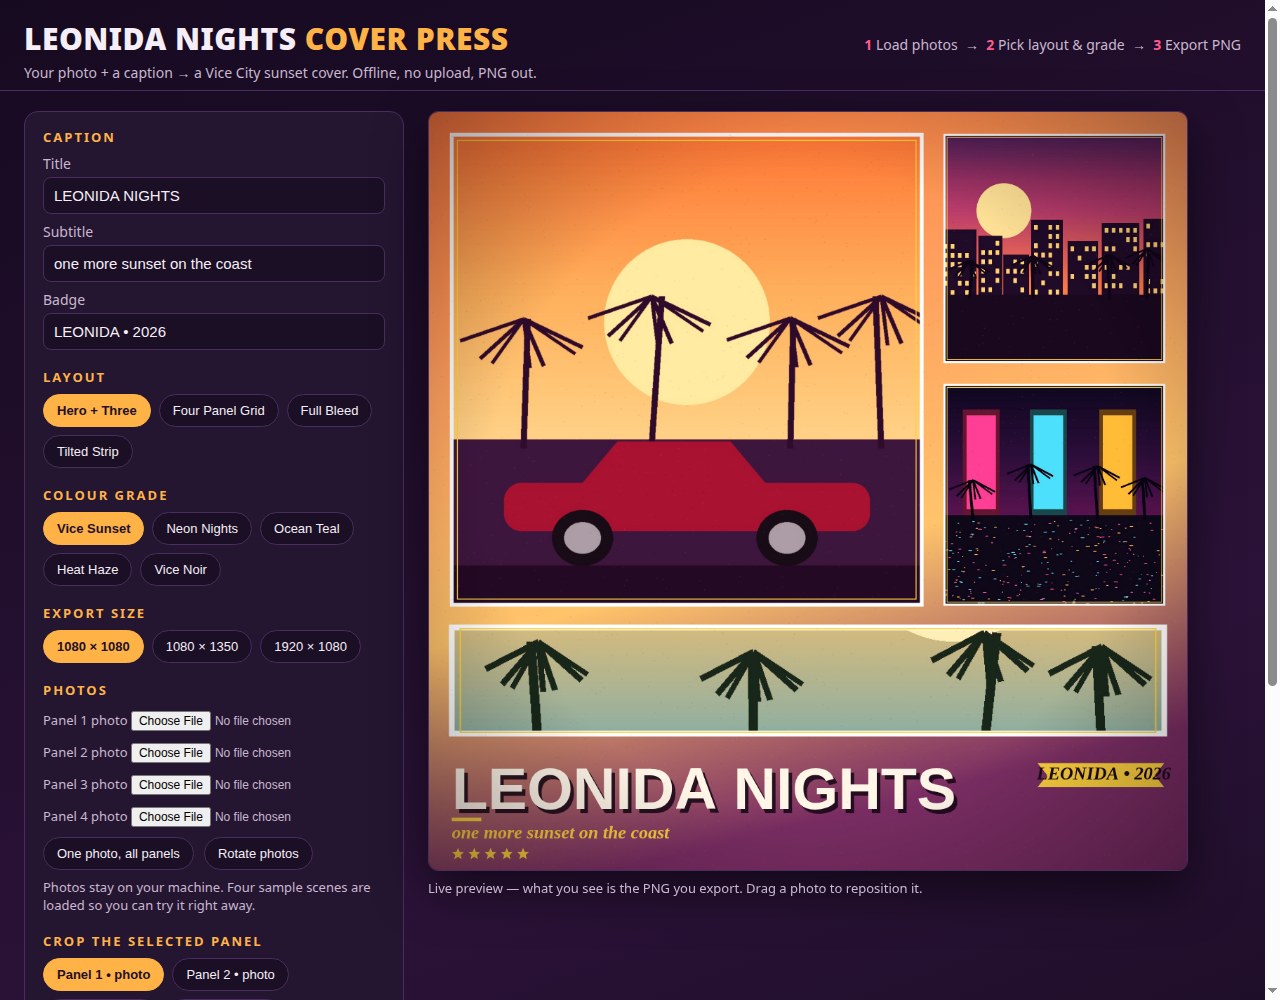 LEONIDA NIGHTS COVER PRESS
Your photo + a caption → a Vice City sunset cover. Offline, no upload, PNG out.
1 Load photos → 2 Pick layout & grade → 3 Export PNG
CAPTION
Title
LEONIDA NIGHTS
Subtitle
one more sunset on the coast
Badge
LEONIDA • 2026
LAYOUT
Hero + Three
Four Panel Grid
Full Bleed
Tilted Strip
COLOUR GRADE
Vice Sunset
Neon Nights
Ocean Teal
Heat Haze
Vice Noir
EXPORT SIZE
1080 × 1080
1080 × 1350
1920 × 1080
PHOTOS
Panel 1 photo Choose File No file chosen
Panel 2 photo Choose File No file chosen
Panel 3 photo Choose File No file chosen
Panel 4 photo Choose File No file chosen
One photo, all panels
Rotate photos
Photos stay on your machine. Four sample scenes are
loaded so you can try it right away.
CROP THE SELECTED PANEL
Panel 1 • photo
Panel 2 • photo
LEONIDA NIGHTS
LEONIDA • 2026
one more sunset on the coast
Live preview — what you see is the PNG you export. Drag a photo to reposition it.